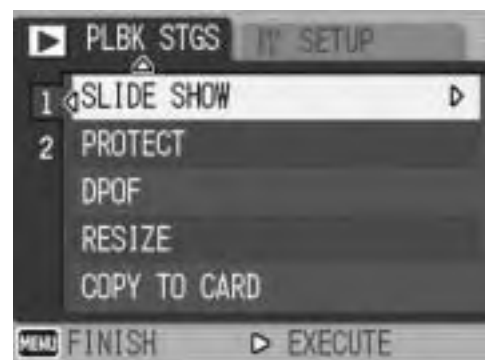 PLBK STGS SETUP
1 SLIDE SHOW
2 PROTECT
DPOF
RESIZE
COPY TO CARD
MENU FINISH EXECUTE